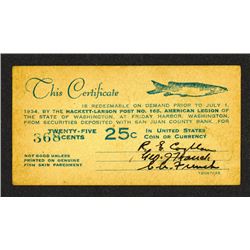 This Certificate
IS REDEEMABLE ON DEMAND PRIOR TO JULY 1,
1934, BY THE HACKETT-LARSON POST NO. 163, AMERICAN LEGION
OF THE STATE OF WASHINGTON, AT FRIDAY HARBOR, WASHINGTON,
FROM SECURITIES DEPOSITED WITH SAN JUAN COUNTY BANK, FOR
TWENTY-FIVE CENTS 25c IN UNITED STATES COIN OR CURRENCY
368
NOT GOOD UNLESS
PRINTED ON GENUINE
FISH SKIN PARCHMENT
TRUSTEES